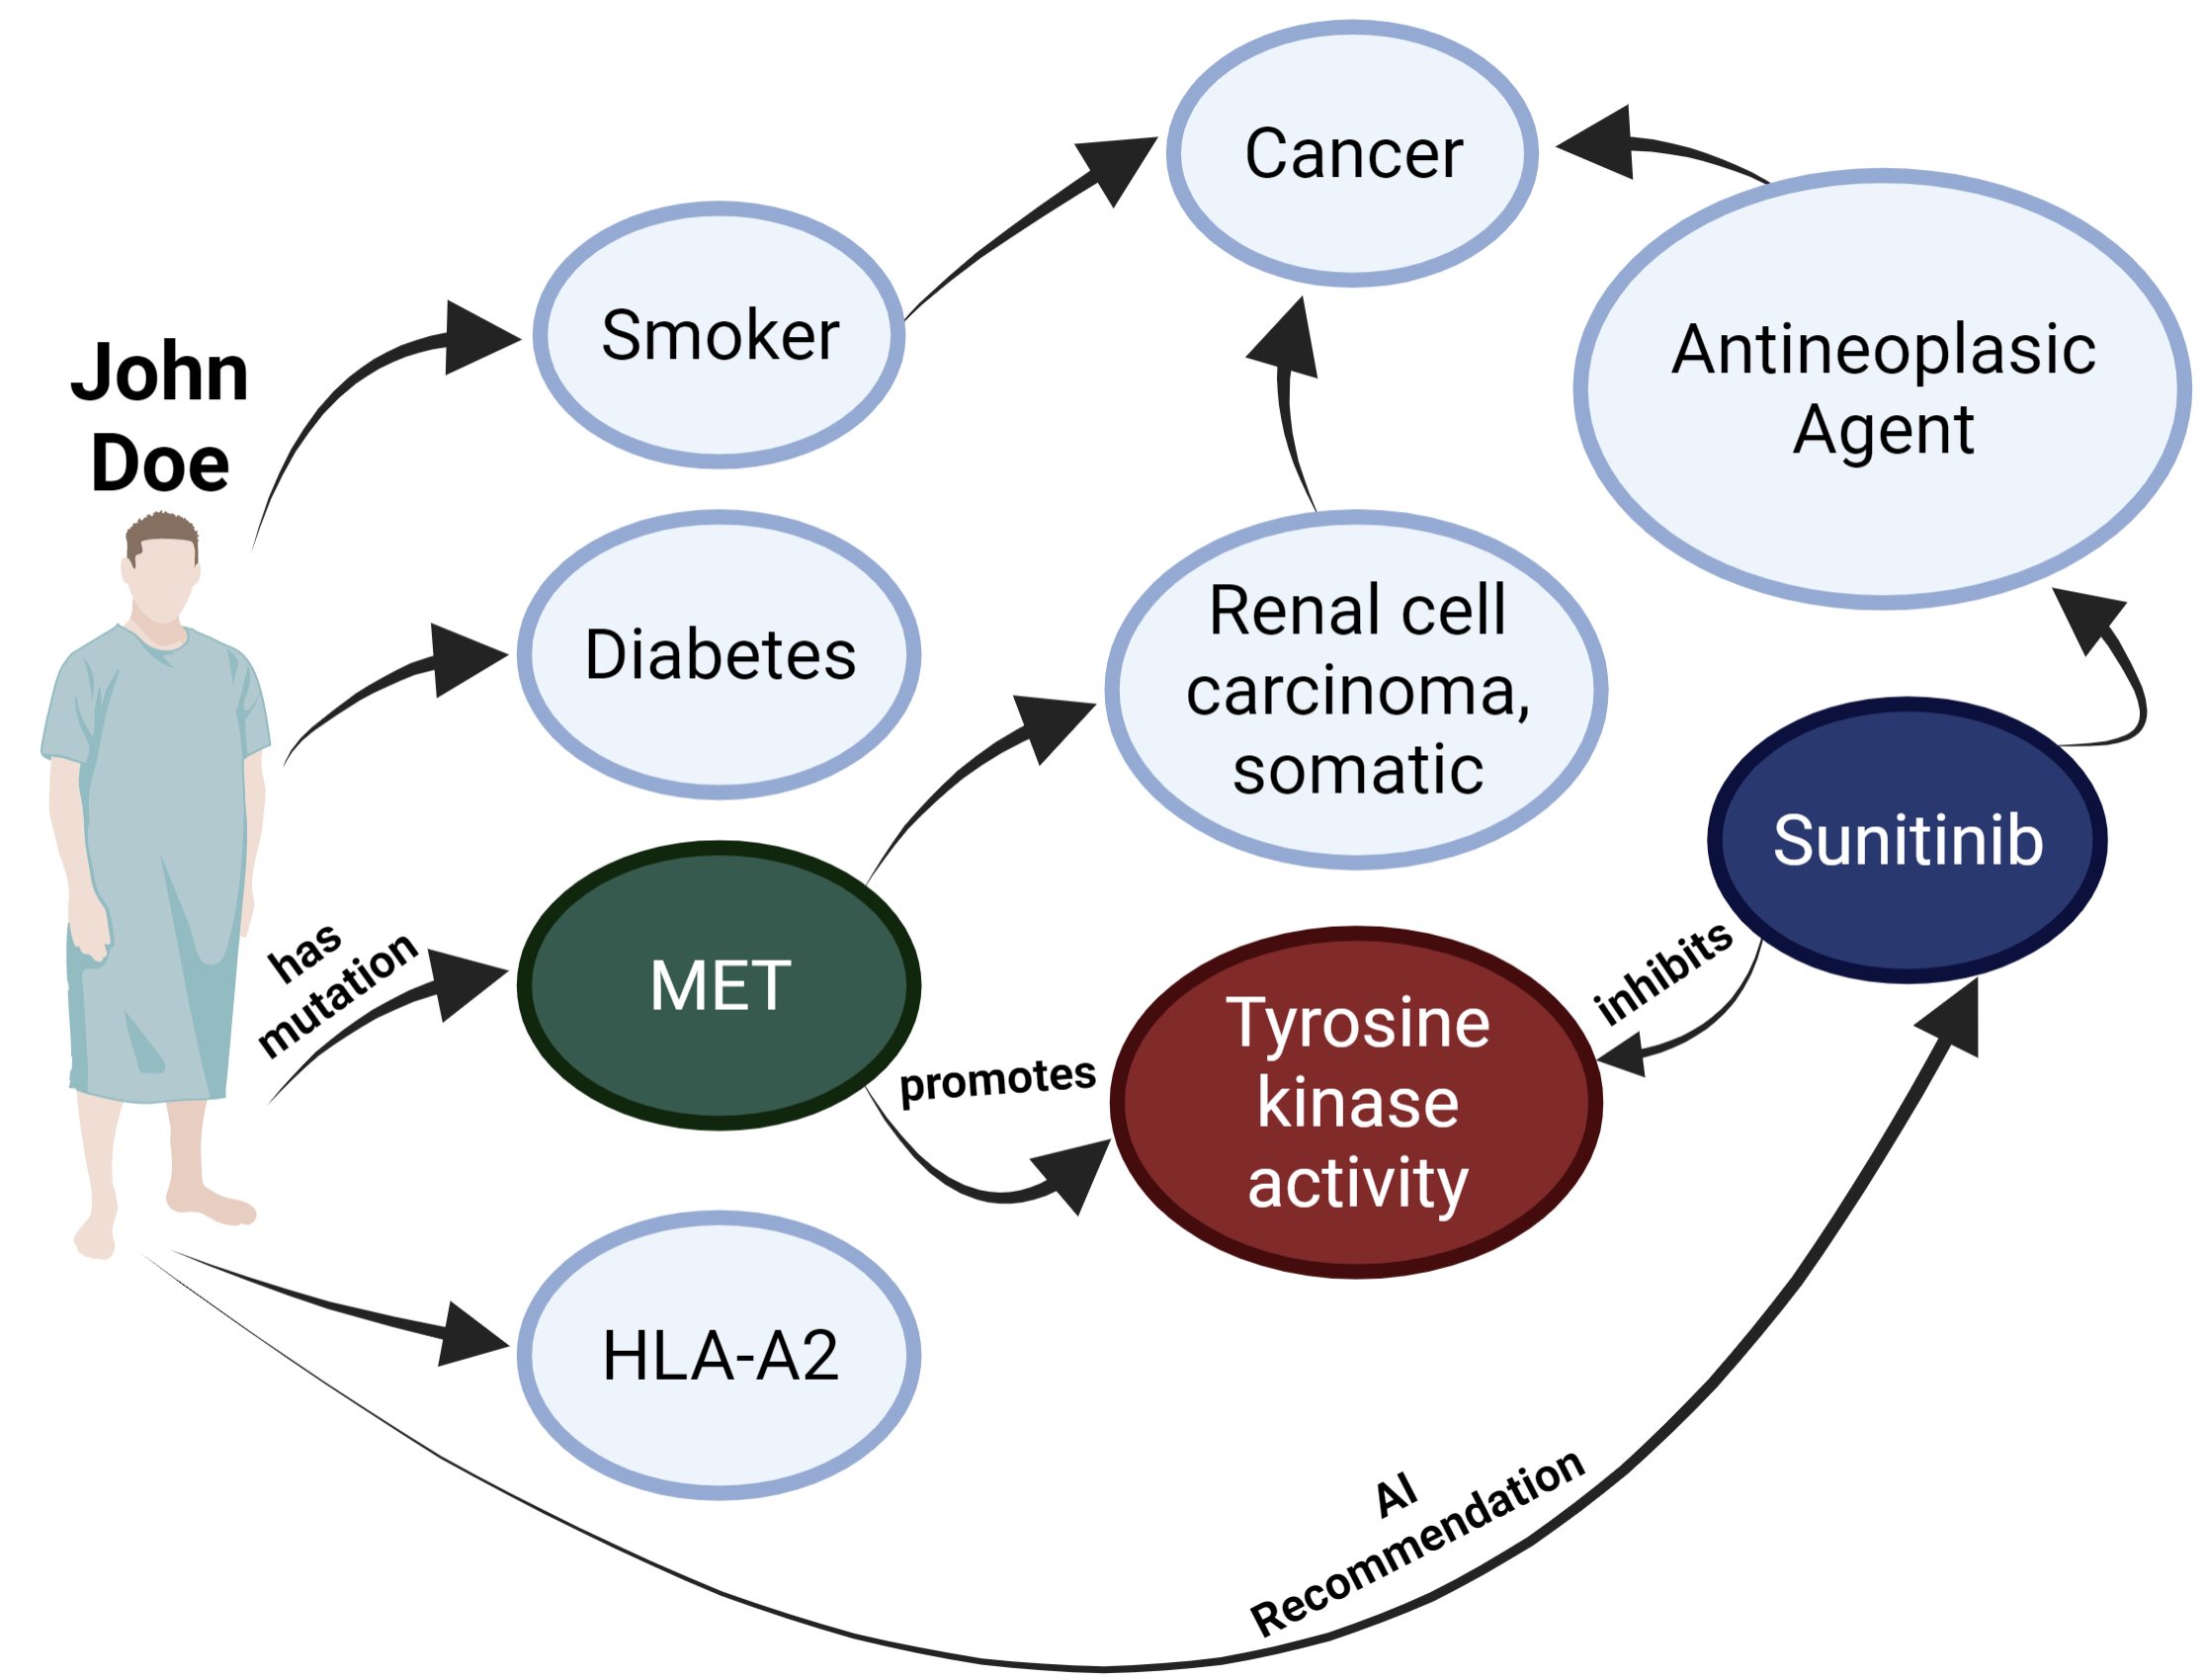 Cancer
Smoker
Antineoplasic
Agent
John
Doe
Diabetes
Renal cell
carcinoma,
somatic
Sunitinib
has
mutation
MET
inhibits
Tyrosine
kinase
activity
promotes
HLA-A2
AI
Recommendation